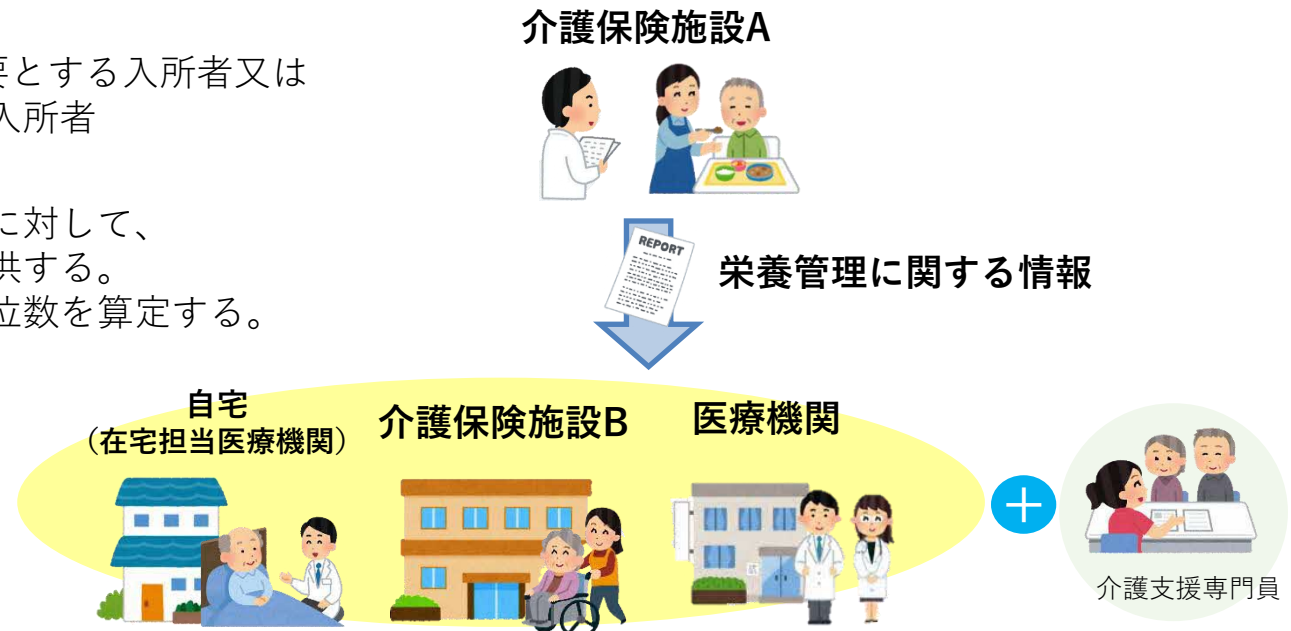 介護保険施設A
要とする入所者又は
入所者
に対して、
供する。
位数を算定する。
REPORT
栄養管理に関する情報
自宅
（在宅担当医療機関）
介護保険施設B
医療機関
＋
介護支援専門員